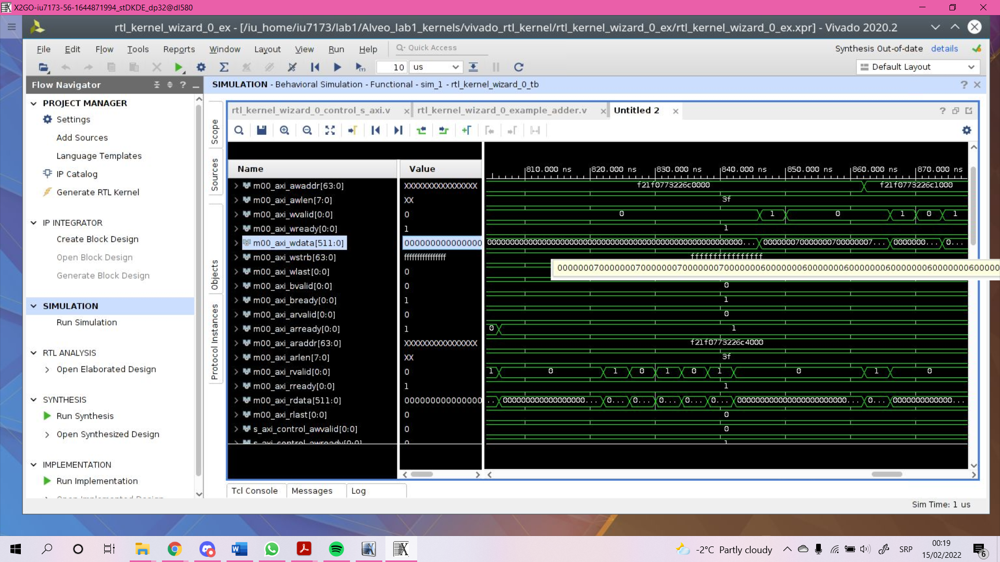 X2GO-iu7173-56-1644871994_stDKDE_dp32@dl580
rtl_kernel_wizard_0_ex - [/iu_home/iu7173/lab1/Alveo_lab1_kernels/vivado_rtl_kernel/rtl_kernel_wizard_0_ex/rtl_kernel_wizard_0_ex.xpr] - Vivado 2020.2
File Edit Flow Tools Reports Window Layout View Run Help Quick Access
Synthesis Out-of-date details
10 us
Default Layout
Flow Navigator
SIMULATION - Behavioral Simulation - Functional - sim_1 - rtl_kernel_wizard_0_tb
PROJECT MANAGER
Settings
Add Sources
Language Templates
IP Catalog
Generate RTL Kernel
IP INTEGRATOR
Create Block Design
Open Block Design
Generate Block Design
SIMULATION
Run Simulation
RTL ANALYSIS
Open Elaborated Design
SYNTHESIS
Run Synthesis
Open Synthesized Design
IMPLEMENTATION
Run Implementation
Open Implemented Design
Scope
Sources
Objects
Protocol Instances
rtl_kernel_wizard_0_control_s_axi.v rtl_kernel_wizard_0_example_adder.v Untitled 2
Name Value
810.000 ns 820.000 ns 830.000 ns 840.000 ns 850.000 ns 860.000 ns 870.000 ns
m00_axi_awaddr[63:0] XXXXXXXXXXXXXXXX f21f0773226c0000 f21f0773226c1000
m00_axi_awlen[7:0] XX 3f
m00_axi_wvalid[0:0] 0 0 1 0 1 0 1
m00_axi_wready[0:0] 1 1
m00_axi_wdata[511:0] 00000000000000000 0000000700000000700000007... 0000000... 0...
m00_axi_wstrb[63:0] ffffffffffffffff ffffffffffffffff
m00_axi_wlast[0:0] 0
m00_axi_bvalid[0:0] 0 0
m00_axi_bready[0:0] 1 1
m00_axi_arvalid[0:0] 0 0
m00_axi_arready[0:0] 1 0 1
m00_axi_araddr[63:0] XXXXXXXXXXXXXXXX f21f0773226c4000
m00_axi_arlen[7:0] XX 3f
m00_axi_rvalid[0:0] 0 1 0 1 0 1 0 1 0 1 0
m00_axi_rready[0:0] 1 1
m00_axi_rdata[511:0] 00000000000000000 ... 0000000000000000000... 0... 0... 0... 0... 0... 0000000000000000000000000... 0... 0000000000000...
m00_axi_rlast[0:0] 0 0
s_axi_control_awvalid[0:0] 0 0
s_axi_control_awready[0:0] 0 1
Tcl Console Messages Log
Sim Time: 1 us
-2°C Partly cloudy
SRP
00:19
15/02/2022
6